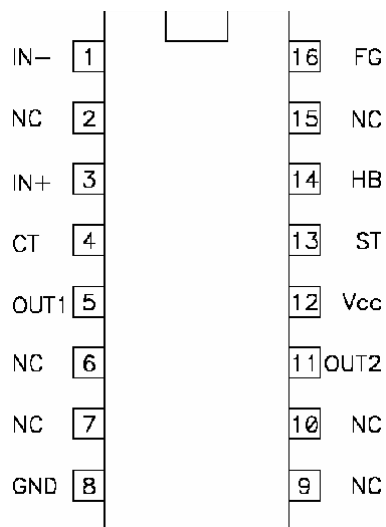 IN- 1 16 FG
NC 2 15 NC
IN+ 3 14 HB
CT 4 13 ST
OUT1 5 12 Vcc
NC 6 11 OUT2
NC 7 10 NC
GND 8 9 NC